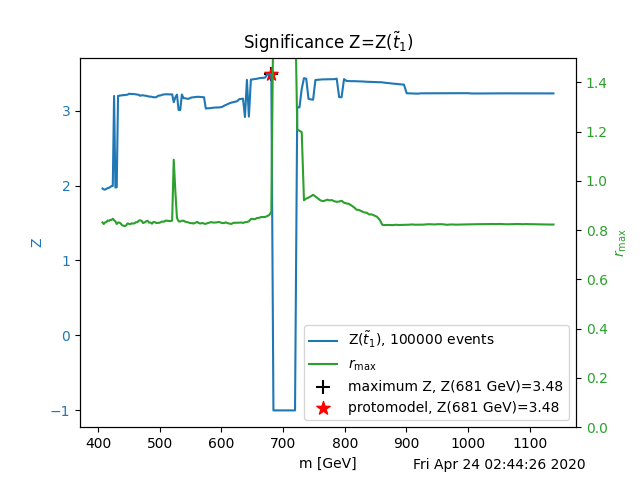 Significance Z=Z(t̃₁)
Z
3
2
1
0
−1
1.4
1.2
1.0
0.8
0.6
0.4
0.2
0.0
r_max
Z(t̃₁), 100000 events
r_max
maximum Z, Z(681 GeV)=3.48
protomodel, Z(681 GeV)=3.48
400 500 600 700 800 900 1000 1100
m [GeV]
Fri Apr 24 02:44:26 2020